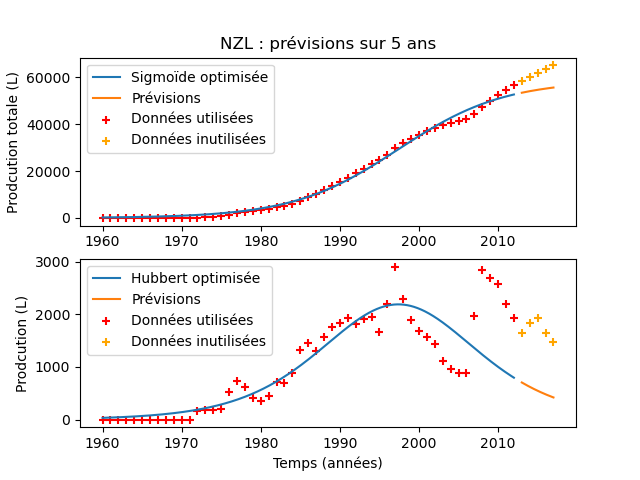 NZL : prévisions sur 5 ans
Prodcution totale (L)
60000
40000
20000
0
Sigmoïde optimisée
Prévisions
Données utilisées
Données inutilisées
1960 1970 1980 1990 2000 2010
Prodcution (L)
3000
2000
1000
0
Hubbert optimisée
Prévisions
Données utilisées
Données inutilisées
1960 1970 1980 1990 2000 2010
Temps (années)